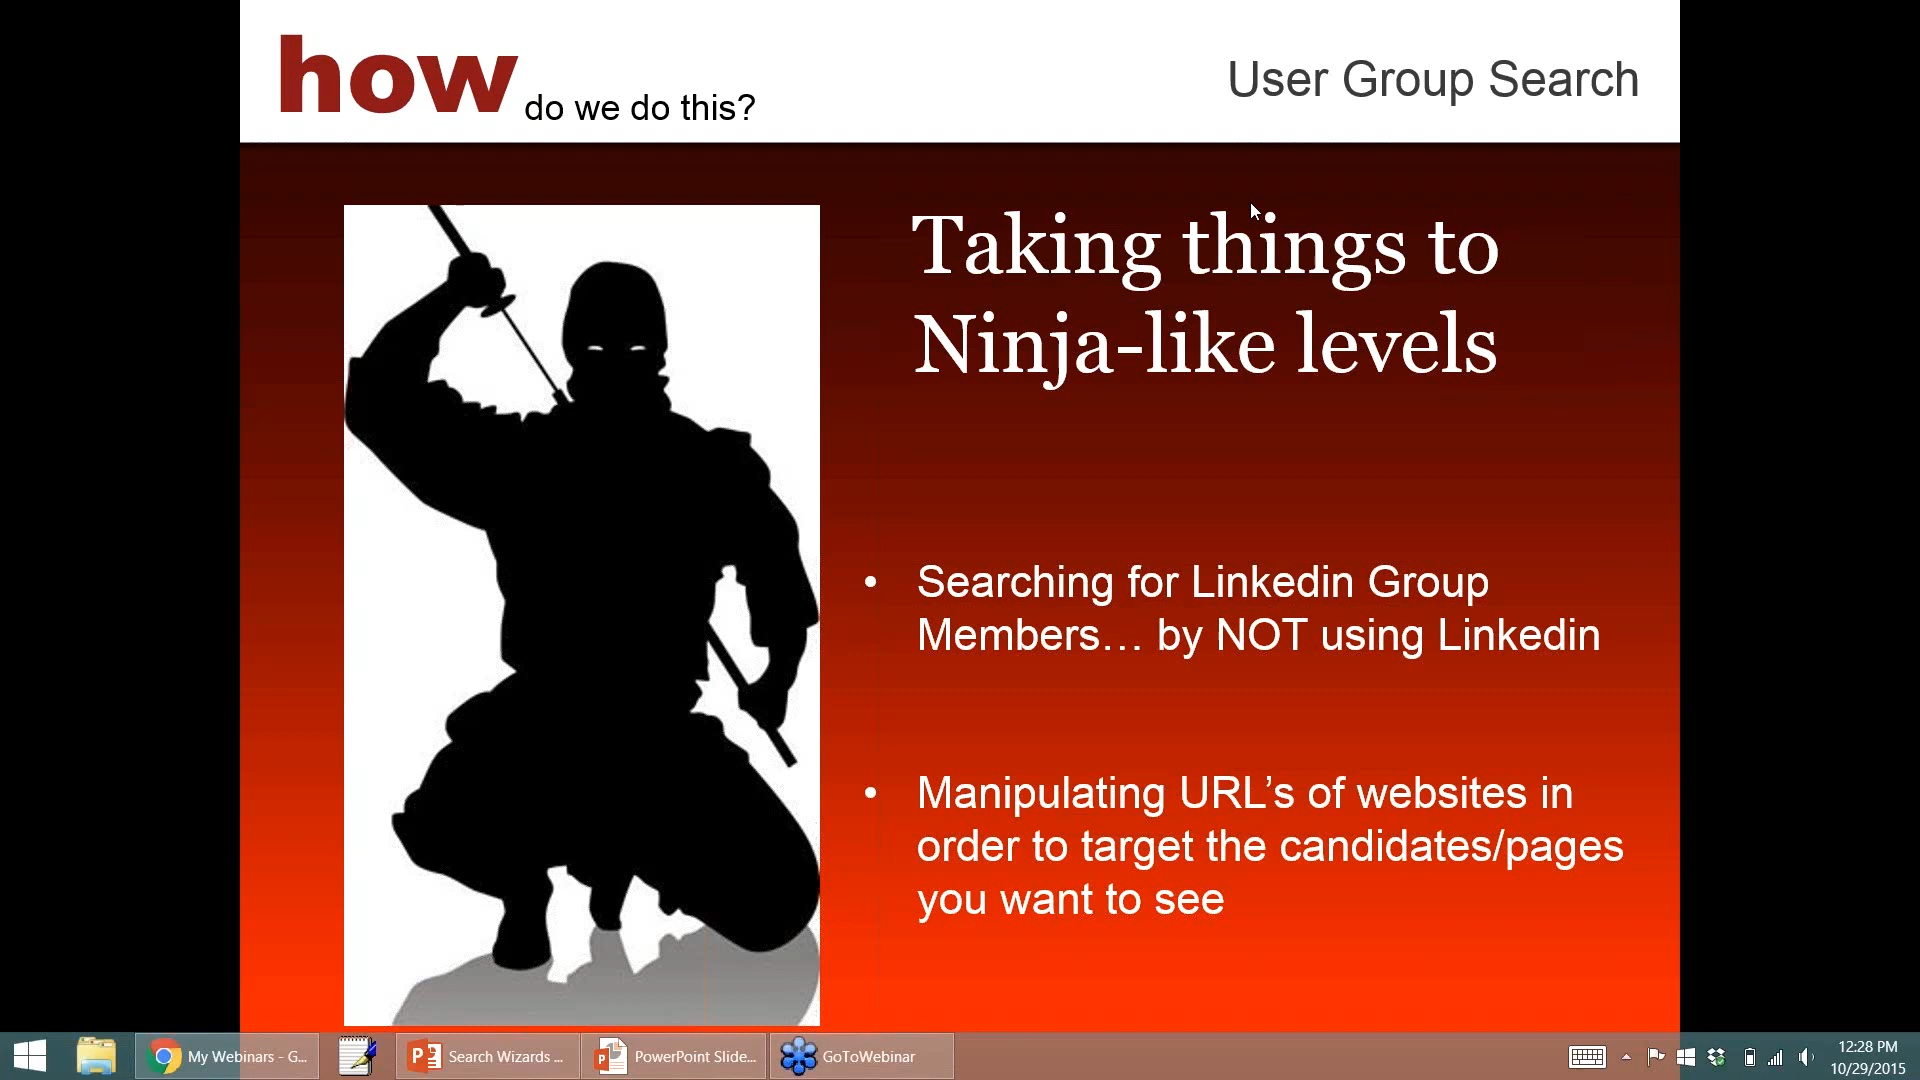 how do we do this?
User Group Search
Taking things to
Ninja-like levels
• Searching for Linkedin Group
Members… by NOT using Linkedin
• Manipulating URL’s of websites in
order to target the candidates/pages
you want to see
My Webinars - G...
Search Wizards ...
PowerPoint Slide...
GoToWebinar
12:28 PM
10/29/2015